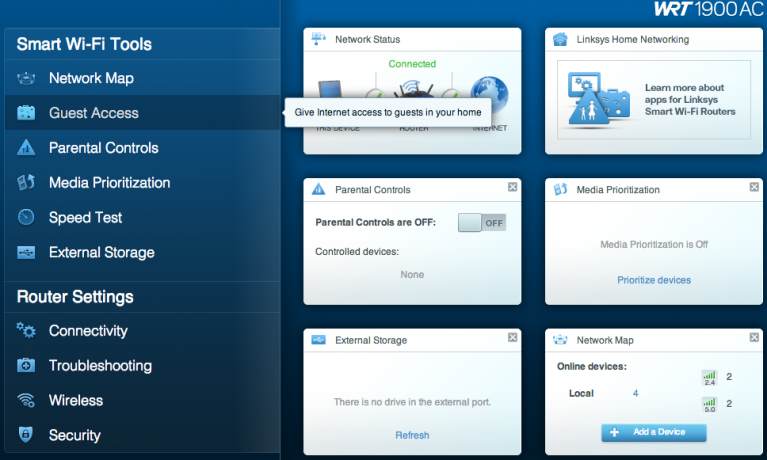 WRT1900AC
Smart Wi-Fi Tools
Network Map
Guest Access
Parental Controls
Media Prioritization
Speed Test
External Storage
Router Settings
Connectivity
Troubleshooting
Wireless
Security
Network Status
Connected
Give Internet access to guests in your home
THIS DEVICE
ROUTER
INTERNET
Linksys Home Networking
Learn more about
apps for Linksys
Smart Wi-Fi Routers
Parental Controls
Parental Controls are OFF:
OFF
Controlled devices:
None
Media Prioritization
Media Prioritization is Off
Prioritize devices
External Storage
There is no drive in the external port.
Refresh
Network Map
Online devices:
Local 4
2.4 2
5.0 2
+ Add a Device